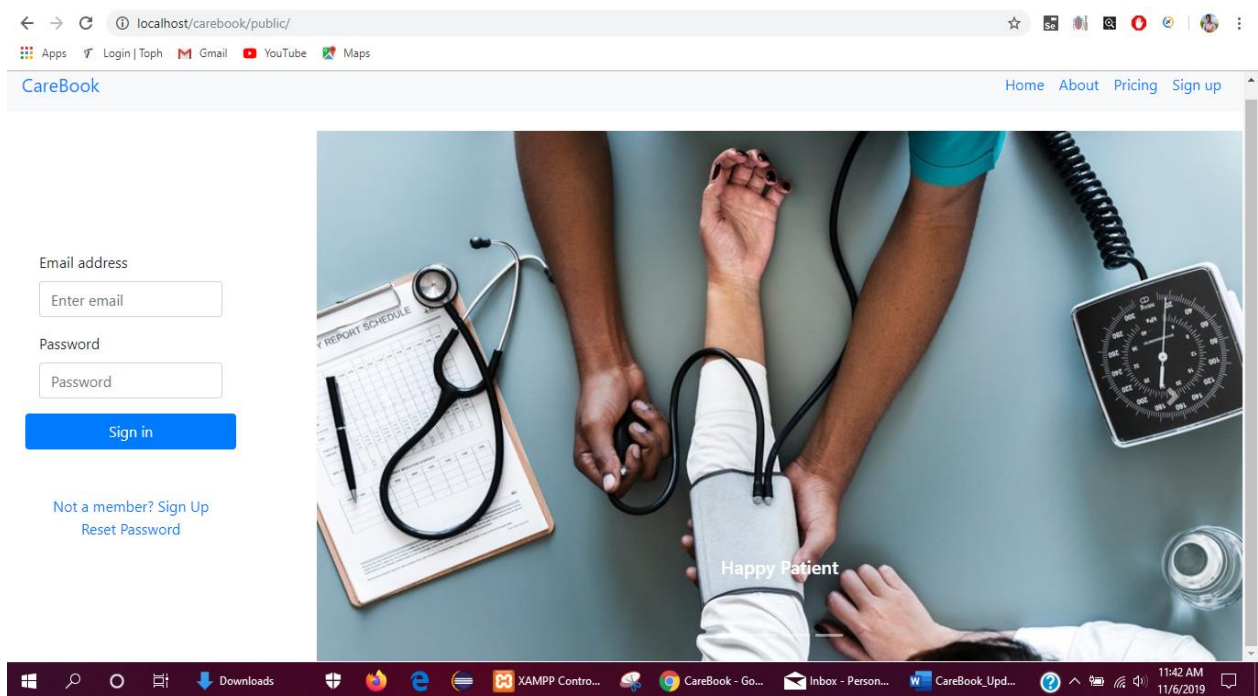 localhost/carebook/public/
Se
Apps Login | Toph Gmail YouTube Maps
CareBook
Home About Pricing Sign up
Email address
Enter email
Password
Password
Sign in
Not a member? Sign Up
Reset Password
REPORT SCHEDULE
Happy Patient
Downloads
XAMPP Contro...
CareBook - Go...
Inbox - Person...
CareBook_Upd...
11:42 AM
11/6/2019